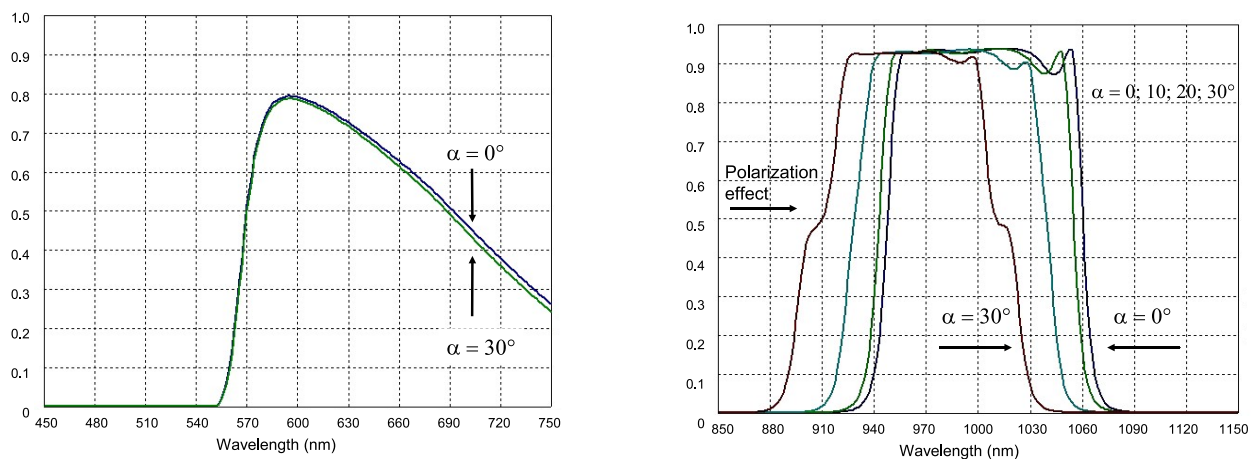 1.0
0.9
0.8
0.7
0.6
0.5
0.4
0.3
0.2
0.1
0
α = 0°
α = 30°
450 480 510 540 570 600 630 660 690 720 750
Wavelength (nm)
1.0
0.9
0.8
0.7
0.6
0.5
0.4
0.3
0.2
0.1
0
α = 0; 10; 20; 30°
Polarization
effect
α = 30°
α = 0°
850 880 910 940 970 1000 1030 1060 1090 1120 1150
Wavelength (nm)